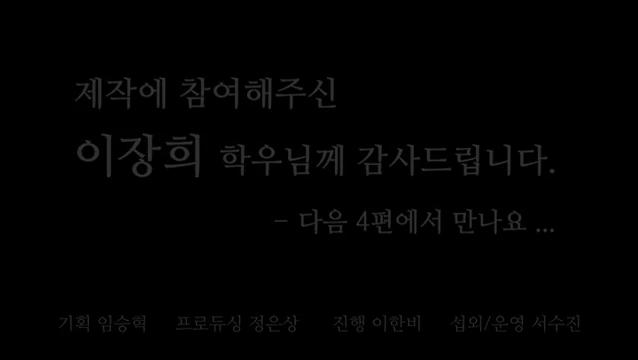 제작에 참여해주신
이장희 학우님께 감사드립니다.
- 다음 4편에서 만나요 ...
기획 임승혁 프로듀싱 정은상 진행 이한비 섭외/운영 서수진